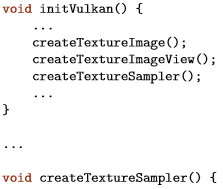 void initVulkan() {
    ...
    createTextureImage();
    createTextureImageView();
    createTextureSampler();
    ...
}

...

void createTextureSampler() {